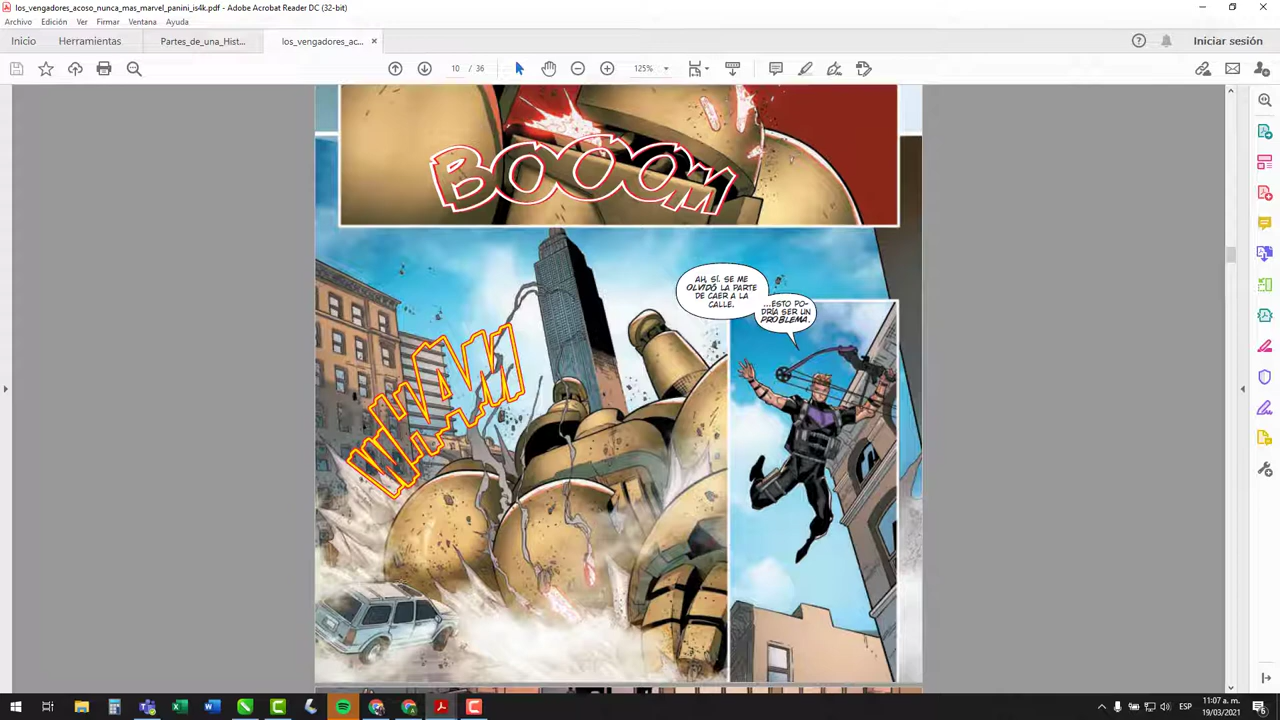 los_vengadores_acoso_nunca_mas_marvel_panini_is4k.pdf - Adobe Acrobat Reader DC (32-bit)
Archivo Edición Ver Firmar Ventana Ayuda
Inicio Herramientas Partes_de_una_Hist... los_vengadores_ac... Iniciar sesión
10 / 36 125%
BOOOM
AH, SÍ. SE ME
OLVIDÓ LA PARTE
DE CAER A LA
CALLE.
...ESTO PO-
DRÍA SER UN
PROBLEMA.
ESP
11:07 a. m.
19/03/2021